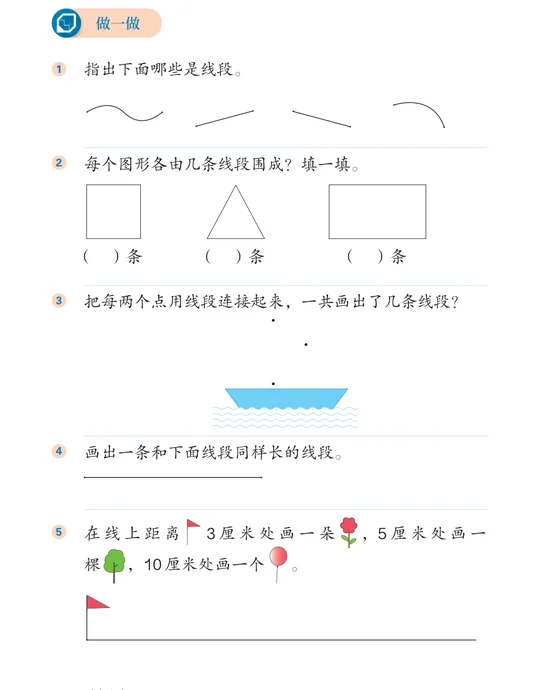 做一做
1 指出下面哪些是线段。
2 每个图形各由几条线段围成？填一填。
（ ）条 （ ）条 （ ）条
3 把每两个点用线段连接起来，一共画出了几条线段？
4 画出一条和下面线段同样长的线段。
5 在线上距离 3厘米处画一朵 ，5厘米处画一
棵 ，10厘米处画一个 。